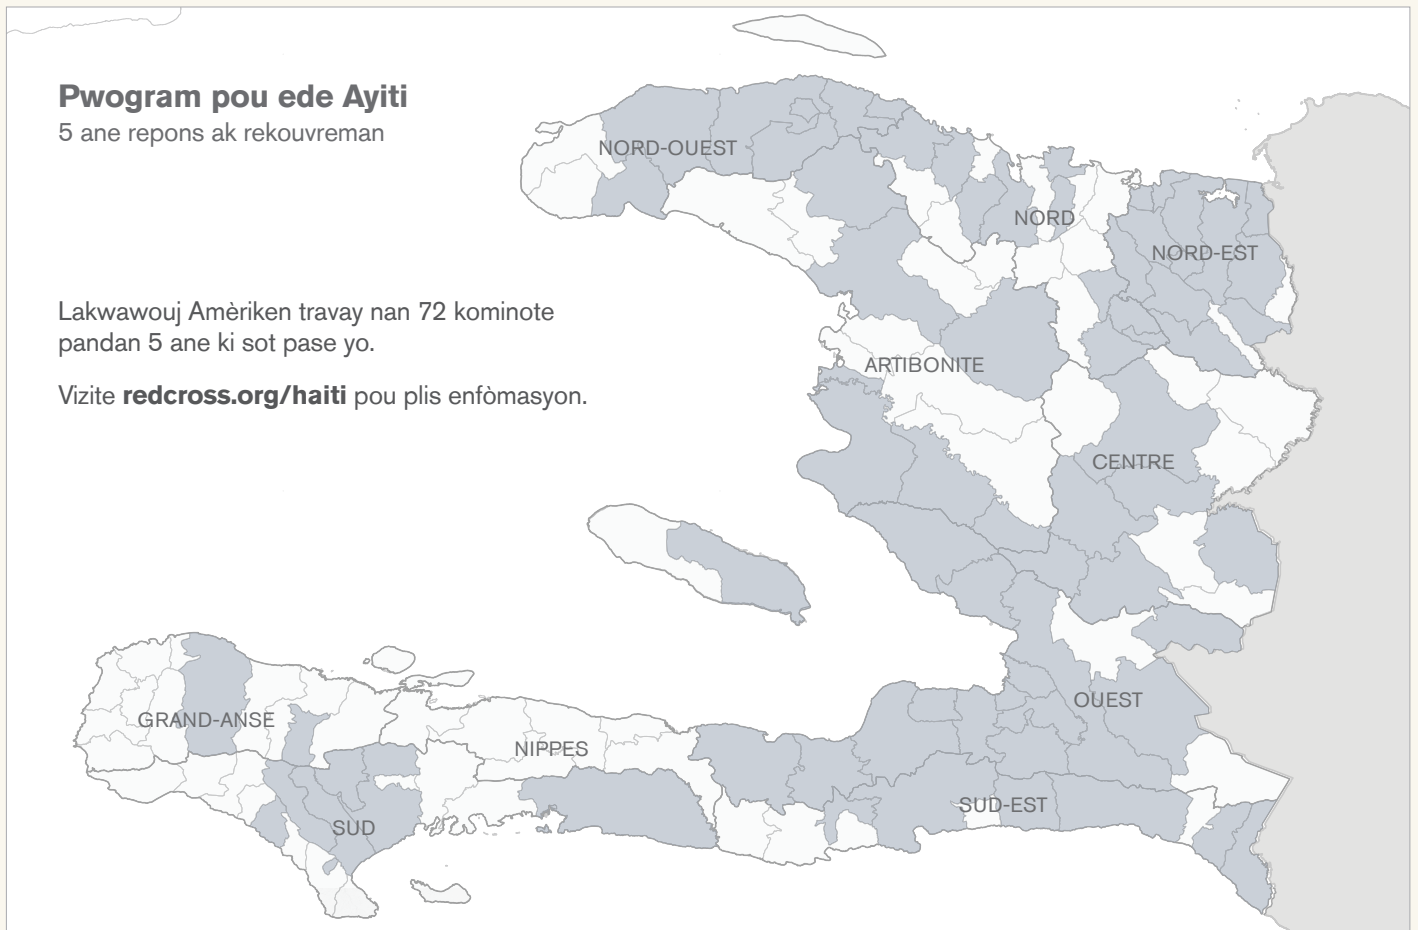 Pwogram pou ede Ayiti
5 ane repons ak rekouvreman
NORD-OUEST
NORD
NORD-EST
Lakwawouj Amèriken travay nan 72 kominote
pandan 5 ane ki sot pase yo.
ARTIBONITE
Vizite redcross.org/haiti pou plis enfòmasyon.
CENTRE
OUEST
GRAND-ANSE
NIPPES
SUD-EST
SUD